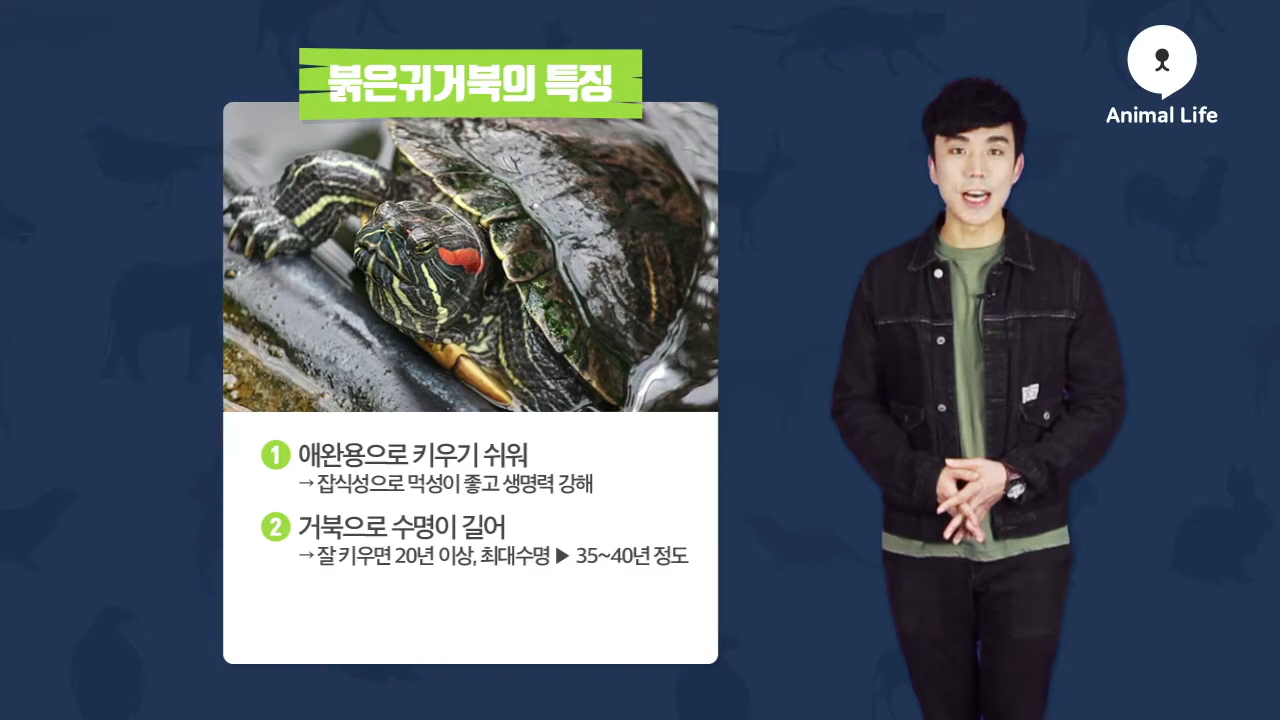 붉은귀거북의 특징
Animal Life
1 애완용으로 키우기 쉬워
→ 잡식성으로 먹성이 좋고 생명력 강해
2 거북으로 수명이 길어
→ 잘 키우면 20년 이상, 최대수명 ▶ 35~40년 정도